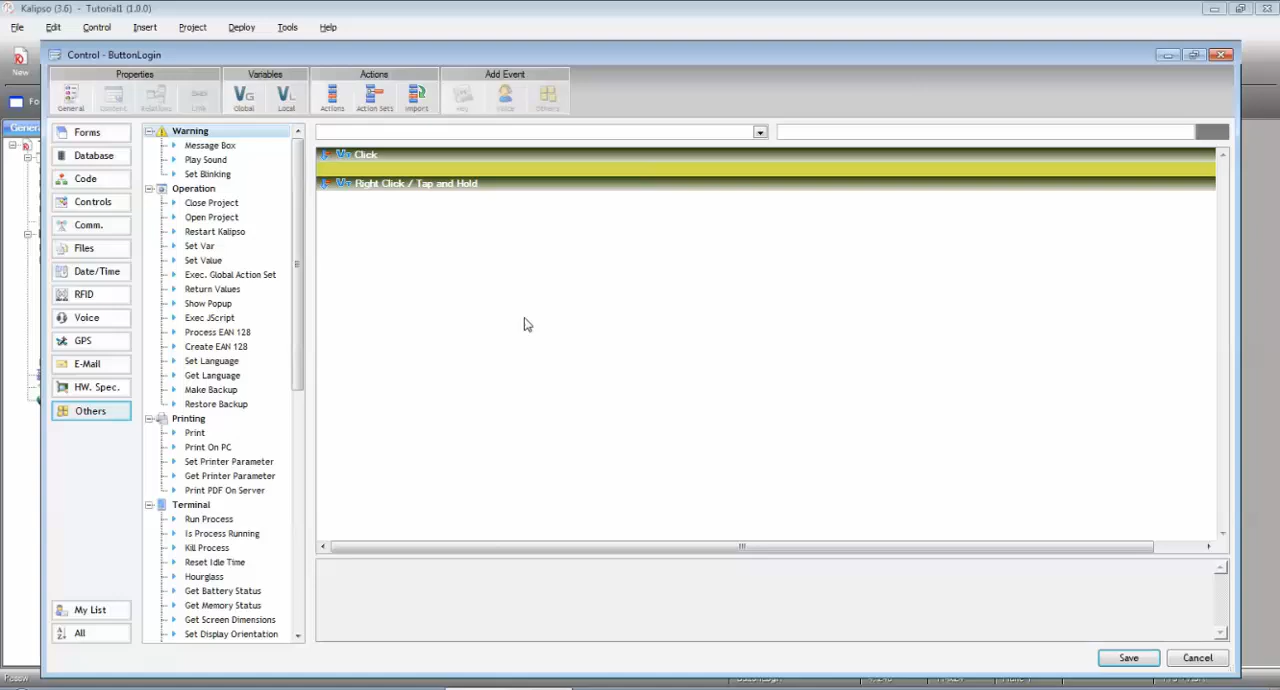 Kalipso (3.6) - Tutorial1 (1.0.0)
File Edit Control Insert Project Deploy Tools Help
New
Control - ButtonLogin
Properties Variables Actions Add Event
General Global Local Actions Action Sets Import Key Voice Others
Fo
Genera
Forms
Database
Code
Controls
Comm.
Files
Date/Time
RFID
Voice
GPS
E-Mail
HW. Spec.
Others
My List
All
Warning
Message Box
Play Sound
Set Blinking
Operation
Close Project
Open Project
Restart Kalipso
Set Var
Set Value
Exec. Global Action Set
Return Values
Show Popup
Exec JScript
Process EAN 128
Create EAN 128
Set Language
Get Language
Make Backup
Restore Backup
Printing
Print
Print On PC
Set Printer Parameter
Get Printer Parameter
Print PDF On Server
Terminal
Run Process
Is Process Running
Kill Process
Reset Idle Time
Hourglass
Get Battery Status
Get Memory Status
Get Screen Dimensions
Set Display Orientation
Click
Right Click / Tap and Hold
Save Cancel